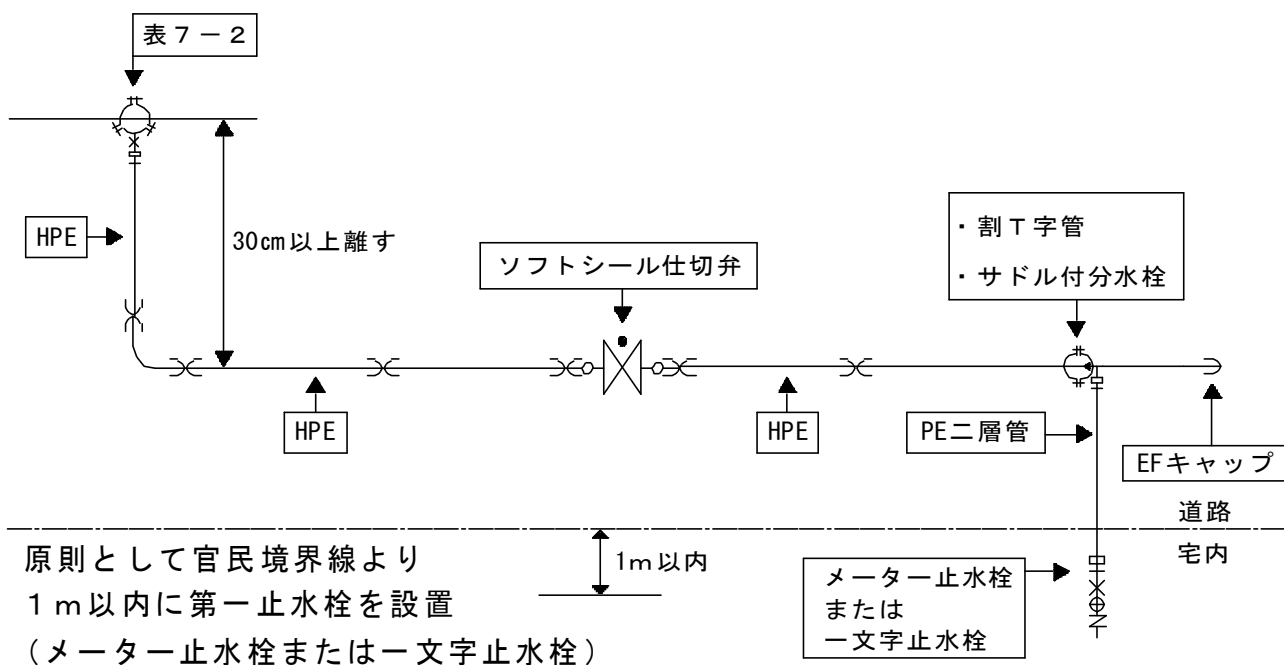 表7-2
HPE
30cm以上離す
ソフトシール仕切弁
・割T字管
・サドル付分水栓
HPE
HPE
PE二層管
EFキャップ
道路
宅内
原則として官民境界線より
1m以内に第一止水栓を設置
(メーター止水栓または一文字止水栓)
1m以内
メーター止水栓
または
一文字止水栓